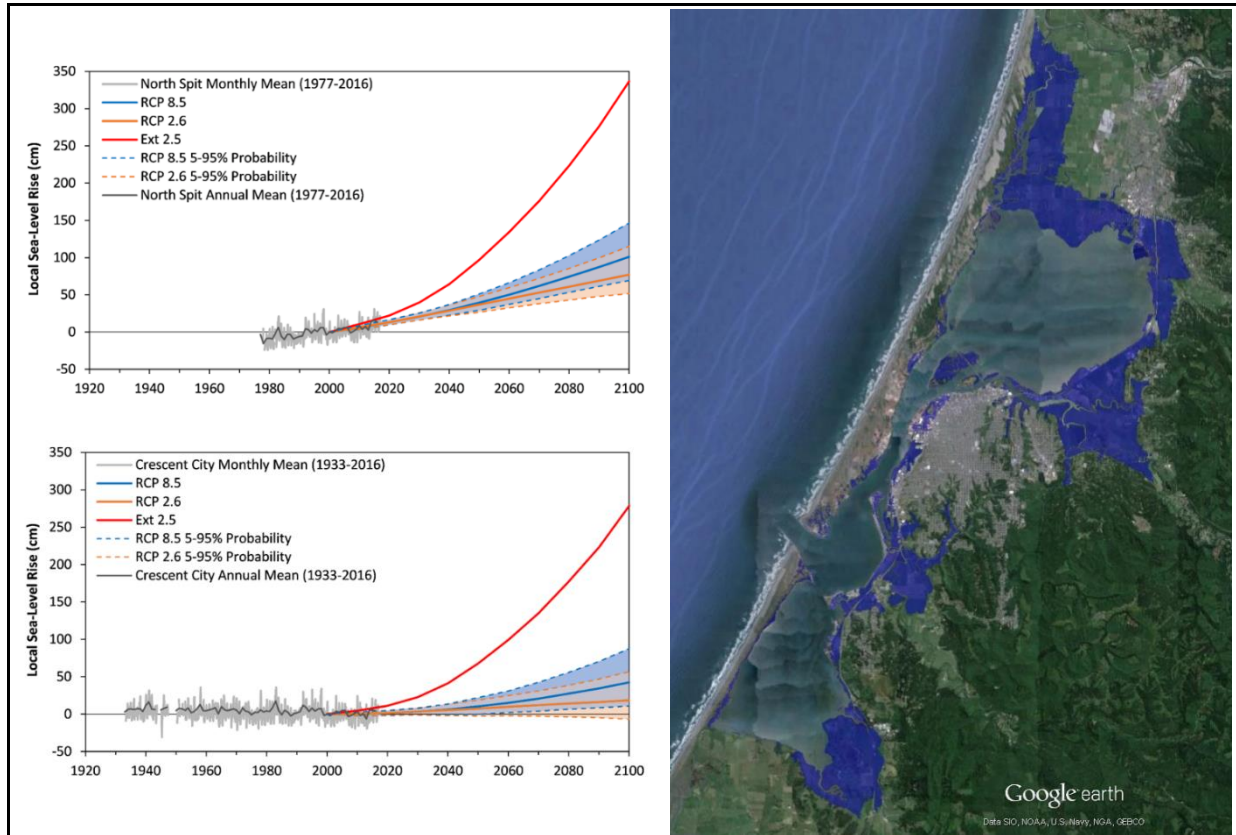 350
300
250
200
150
100
50
0
-50
Local Sea-Level Rise (cm)
North Spit Monthly Mean (1977-2016)
RCP 8.5
RCP 2.6
Ext 2.5
RCP 8.5 5-95% Probability
RCP 2.6 5-95% Probability
North Spit Annual Mean (1977-2016)
1920 1940 1960 1980 2000 2020 2040 2060 2080 2100
350
300
250
200
150
100
50
0
-50
Local Sea-Level Rise (cm)
Crescent City Monthly Mean (1933-2016)
RCP 8.5
RCP 2.6
Ext 2.5
RCP 8.5 5-95% Probability
RCP 2.6 5-95% Probability
Crescent City Annual Mean (1933-2016)
1920 1940 1960 1980 2000 2020 2040 2060 2080 2100
Google earth
Data SIO, NOAA, U.S. Navy, NGA, GEBCO